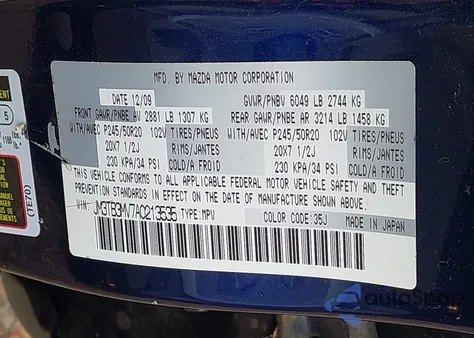 MFD. BY MAZDA MOTOR CORPORATION
DATE 12/09 GVWR/PNBV 6049 LB 2744 KG
FRONT GAWR/PNBE AV 2881 LB 1307 KG REAR GAWR/PNBE AR 3214 LB 1458 KG
WITH/AVEC P245/50R20 102V TIRES/PNEUS WITH/AVEC P245/50R20 102V TIRES/PNEUS
20X7 1/2J RIMS/JANTES 20X7 1/2J RIMS/JANTES
230 KPA/34 PSI COLD/A FROID 230 KPA/34 PSI COLD/A FROID
THIS VEHICLE CONFORMS TO ALL APPLICABLE FEDERAL MOTOR VEHICLE SAFETY AND THEFT
PREVENTION STANDARDS IN EFFECT ON THE DATE OF MANUFACTURE SHOWN ABOVE.
VIN: JM3TB3MV7A0213535 TYPE:MPV COLOR CODE:35J MADE IN JAPAN
5
(TE70)
AutoSnap